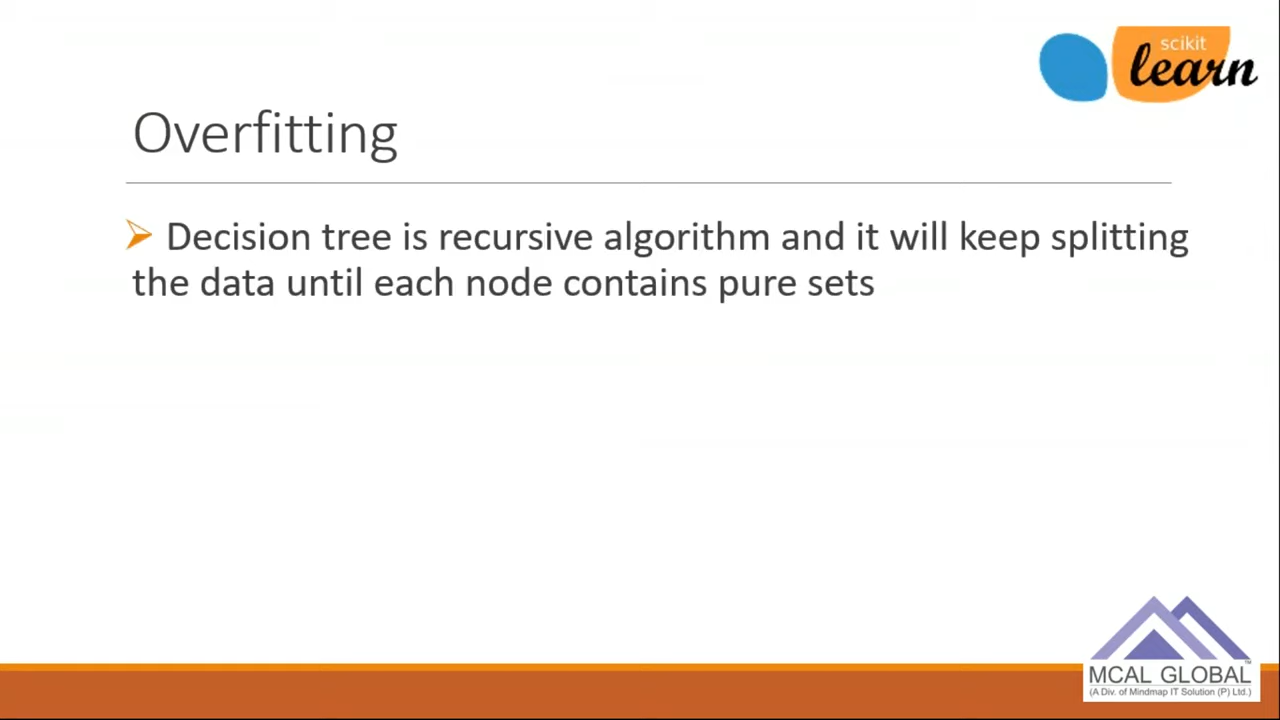 scikit
learn
Overfitting
Decision tree is recursive algorithm and it will keep splitting
the data until each node contains pure sets
MCAL GLOBAL™
(A Div. of Mindmap IT Solution (P) Ltd.)